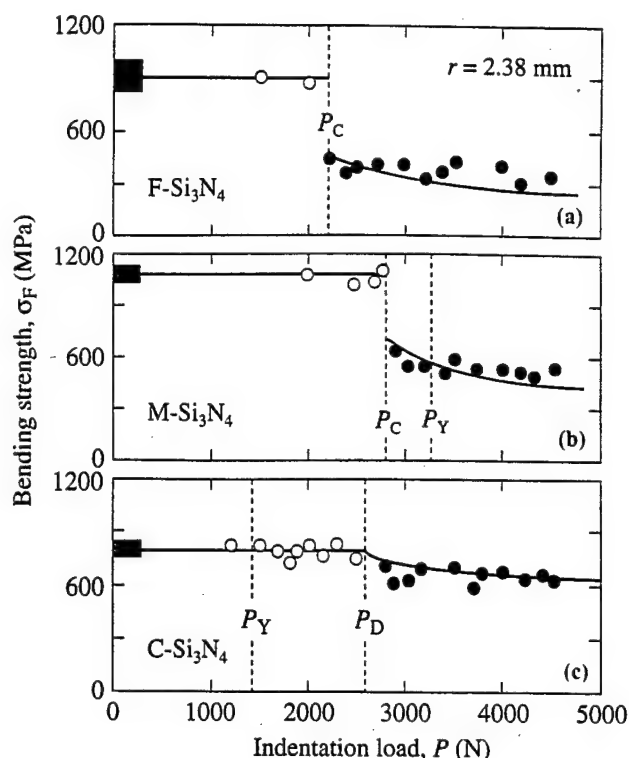 1200
r = 2.38 mm
P_C
600
F-Si₃N₄
(a)
0
1200
600
M-Si₃N₄
P_C
P_Y
(b)
0
1200
600
P_Y
P_D
C-Si₃N₄
(c)
0
0
1000
2000
3000
4000
5000
Indentation load, P (N)
Bending strength, σ_F (MPa)